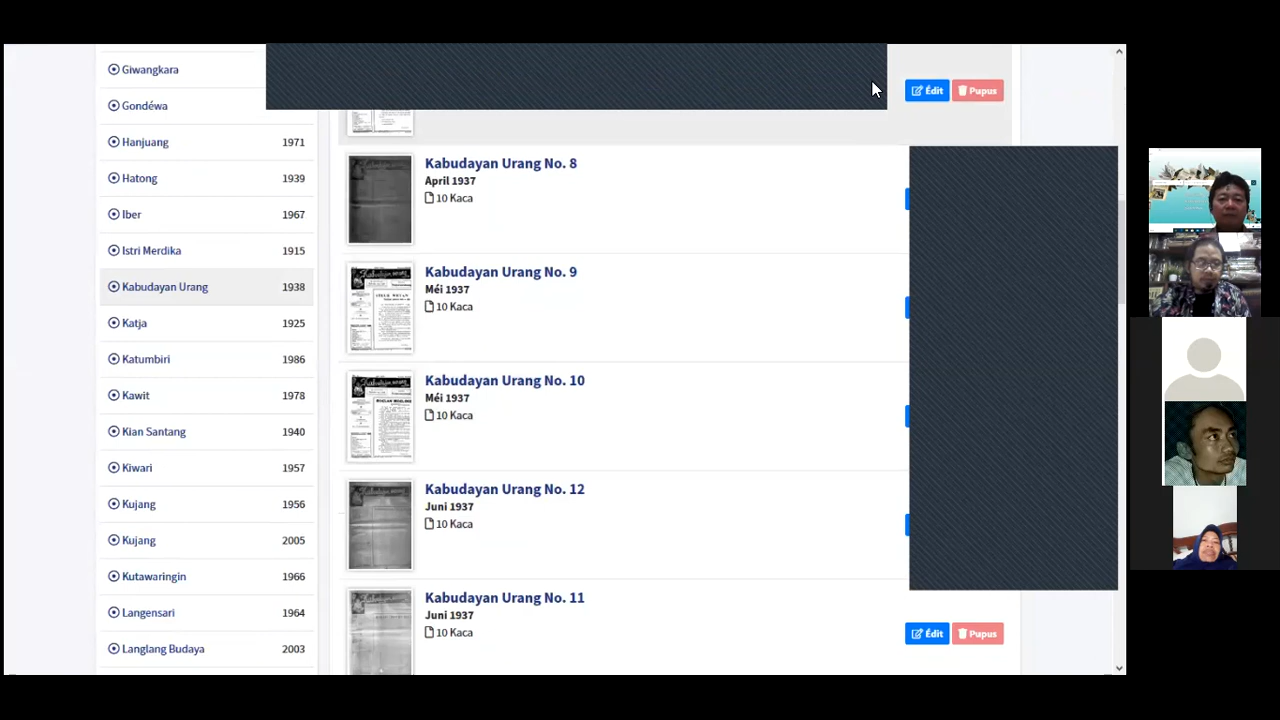 Giwangkara
Gondéwa
Hanjuang 1971
Hatong 1939
Iber 1967
Istri Merdika 1915
Kabudayan Urang 1938
Katja 1925
Katumbiri 1986
Kawit 1978
Kian Santang 1940
Kiwari 1957
Kujang 1956
Kujang 2005
Kutawaringin 1966
Langensari 1964
Langlang Budaya 2003
Édit Pupus
Kabudayan Urang No. 8
April 1937
10 Kaca
Kabudayan Urang No. 9
Méi 1937
10 Kaca
Kabudayan Urang No. 10
Méi 1937
10 Kaca
Kabudayan Urang No. 12
Juni 1937
10 Kaca
Kabudayan Urang No. 11
Juni 1937
10 Kaca
Édit Pupus